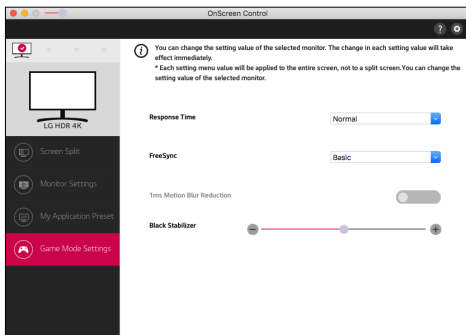 OnScreen Control
?
You can change the setting value of the selected monitor. The change in each setting value will take
effect immediately.
* Each setting menu value will be applied to the entire screen, not to a split screen.You can change the
setting value of the selected monitor.
LG HDR 4K
Response Time
Normal
Screen Split
FreeSync
Basic
Monitor Settings
1ms Motion Blur Reduction
My Application Preset
Black Stabilizer
Game Mode Settings